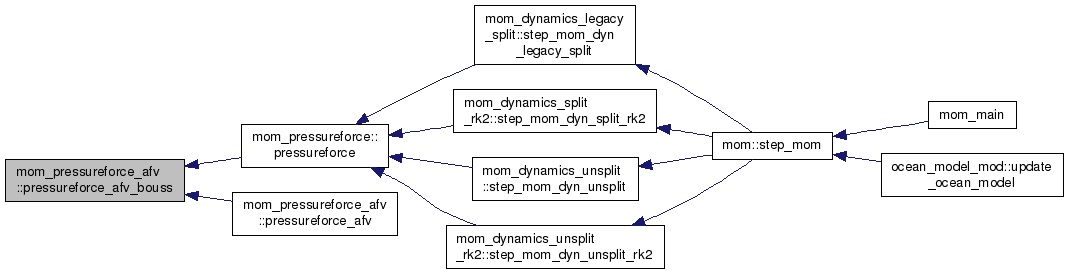 mom_dynamics_legacy
_split::step_mom_dyn
_legacy_split
mom_dynamics_split
_rk2::step_mom_dyn_split_rk2
mom_main
mom_pressureforce::
pressureforce
mom::step_mom
mom_pressureforce_afv
::pressureforce_afv_bouss
mom_dynamics_unsplit
::step_mom_dyn_unsplit
ocean_model_mod::update
_ocean_model
mom_pressureforce_afv
::pressureforce_afv
mom_dynamics_unsplit
_rk2::step_mom_dyn_unsplit_rk2